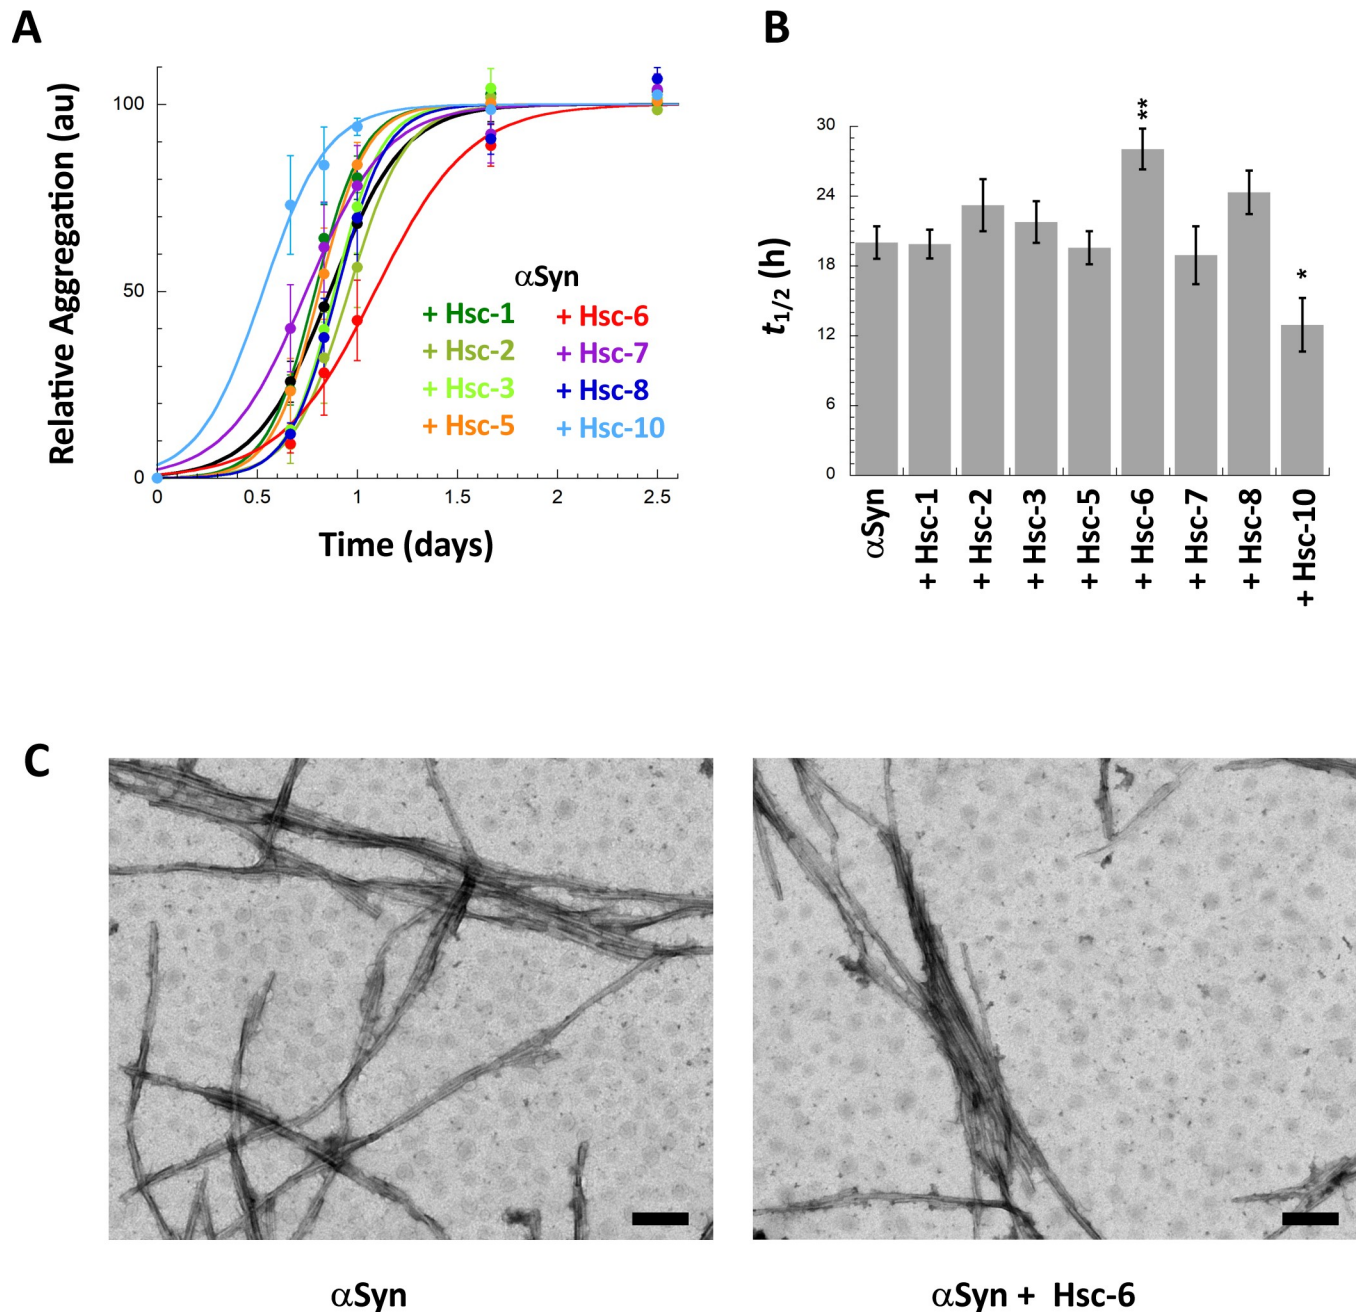 A
B
Relative Aggregation (au)
100
50
0
0
0.5
1
1.5
2
2.5
Time (days)
αSyn
+ Hsc-1
+ Hsc-6
+ Hsc-2
+ Hsc-7
+ Hsc-3
+ Hsc-8
+ Hsc-5
+ Hsc-10
t1/2 (h)
30
24
18
12
6
0
**
*
αSyn
+ Hsc-1
+ Hsc-2
+ Hsc-3
+ Hsc-5
+ Hsc-6
+ Hsc-7
+ Hsc-8
+ Hsc-10
C
αSyn
αSyn + Hsc-6